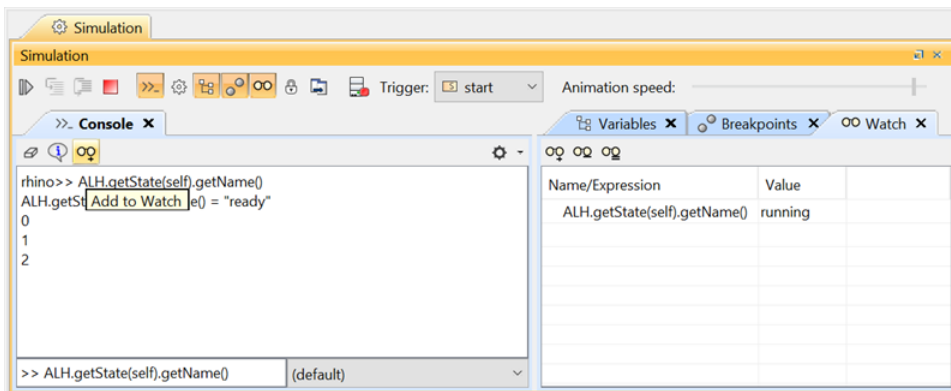 Simulation
Simulation
Trigger: start Animation speed:
>>_ Console X
Variables X Breakpoints X Watch X
rhino>> ALH.getState(self).getName()
ALH.getSt Add to Watch e() = "ready"
0
1
2
Name/Expression Value
ALH.getState(self).getName() running
>> ALH.getState(self).getName() (default)